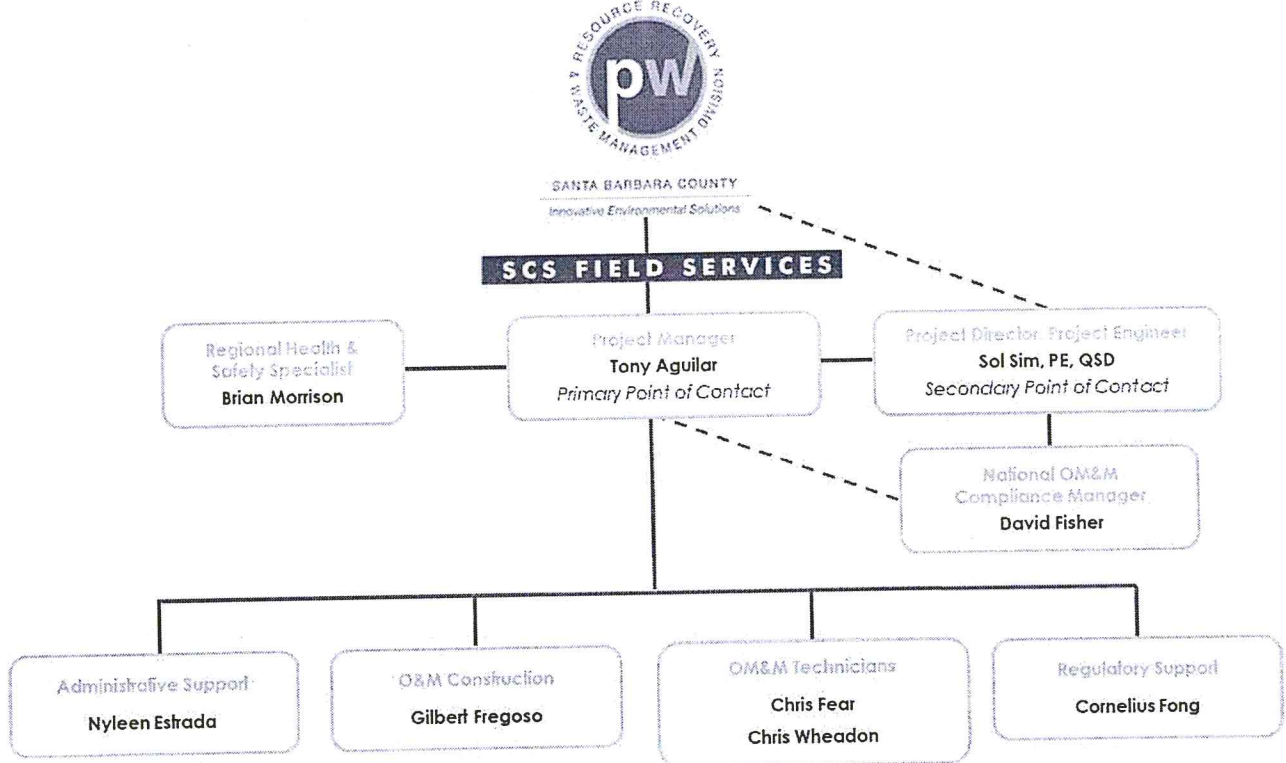 RESOURCE RECOVERY
& WASTE MANAGEMENT DIVISION
pw
SANTA BARBARA COUNTY
Innovative Environmental Solutions
SCS FIELD SERVICES
Regional Health &
Safety Specialist
Brian Morrison
Project Manager
Tony Aguilar
Primary Point of Contact
Project Director, Project Engineer
Sol Sim, PE, QSD
Secondary Point of Contact
National OM&M
Compliance Manager
David Fisher
Administrative Support
Nyleen Estrada
O&M Construction
Gilbert Fregoso
OM&M Technicians
Chris Fear
Chris Wheadon
Regulatory Support
Cornelius Fong